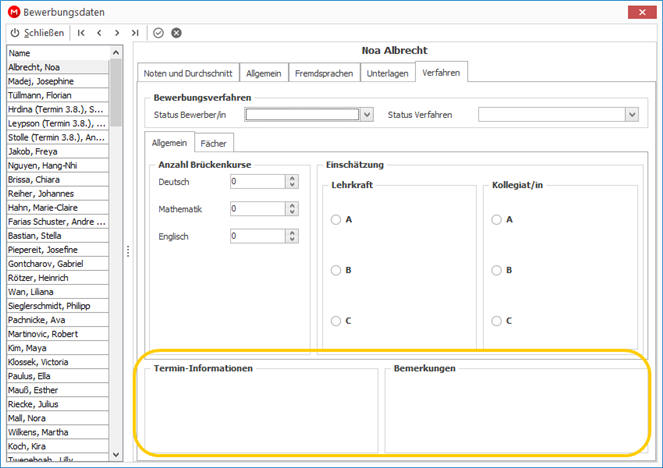 Bewerbungsdaten
Schließen
Name
Albrecht, Noa
Madej, Josephine
Tüllmann, Florian
Hrdina (Termin 3.8.), S...
Leypson (Termin 3.8.), ...
Stolle (Termin 3.8.), An...
Jakob, Freya
Nguyen, Hang-Nhi
Brissa, Chiara
Reiher, Johannes
Hahn, Marie-Claire
Farias Schuster, Andre ...
Bastian, Stella
Piepereit, Josefine
Gontcharov, Gabriel
Rötzer, Heinrich
Wan, Liliana
Sieglerschmidt, Philipp
Pachnicke, Ava
Martinovic, Robert
Kim, Maya
Klossek, Victoria
Paulus, Ella
Mauß, Esther
Riecke, Julius
Mall, Nora
Wilkens, Martha
Koch, Kira
Noa Albrecht
Noten und Durchschnitt Allgemein Fremdsprachen Unterlagen Verfahren
Bewerbungsverfahren
Status Bewerber/in Status Verfahren
Allgemein Fächer
Anzahl Brückenkurse
Deutsch 0
Mathematik 0
Englisch 0
Einschätzung
Lehrkraft
A
B
C
Kollegiat/in
A
B
C
Termin-Informationen
Bemerkungen